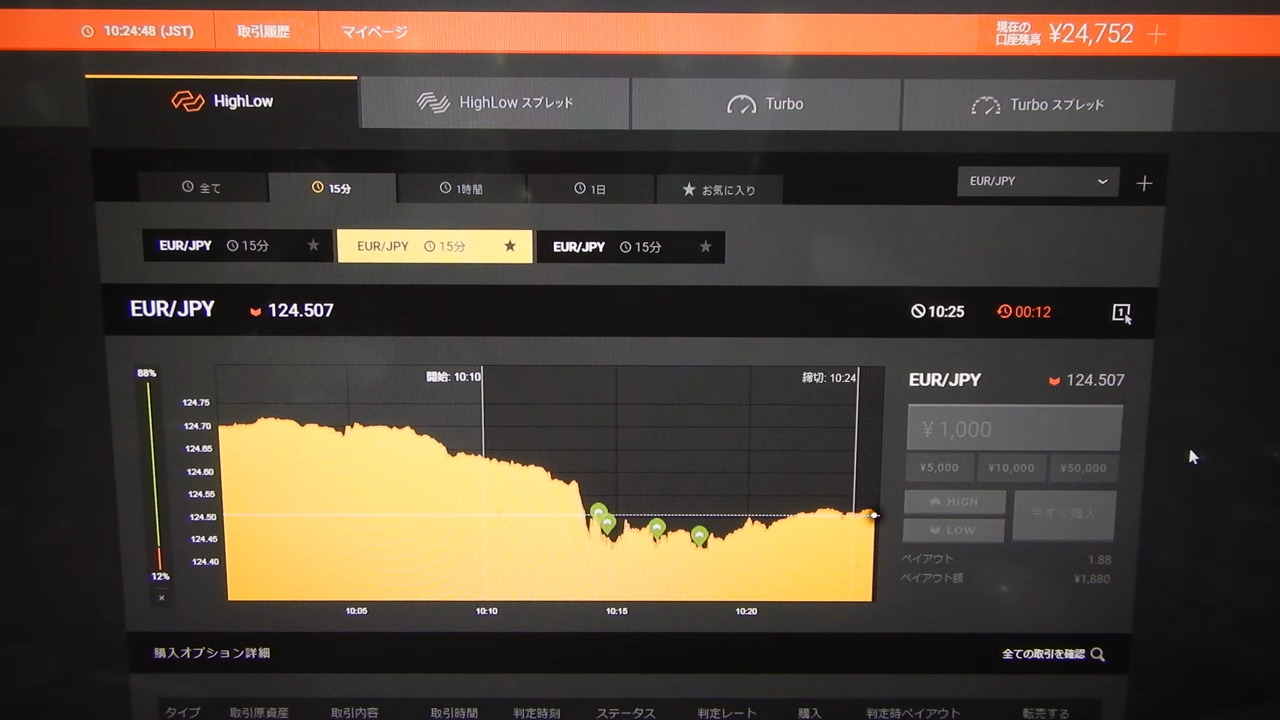 10:24:48 (JST) 取引履歴 マイページ 現在の口座残高 ¥24,752
HighLow HighLow スプレッド Turbo Turbo スプレッド
全て 15分 1時間 1日 お気に入り EUR/JPY
EUR/JPY 15分 EUR/JPY 15分 EUR/JPY 15分
EUR/JPY 124.507 10:25 00:12 1
88% 開始: 10:10 締切: 10:24
124.75
124.70
124.65
124.60
124.55
124.50
124.45
124.40
12%
10:05 10:10 10:15 10:20
EUR/JPY 124.507
¥ 1,000
¥5,000 ¥10,000 ¥50,000
HIGH
LOW
今すぐ購入
ペイアウト 1.88
ペイアウト額 ¥1,880
購入オプション詳細 全ての取引を確認
タイプ 取引原資産 取引内容 取引時間 判定時刻 ステータス 判定レート 購入 判定時ペイアウト 転売する